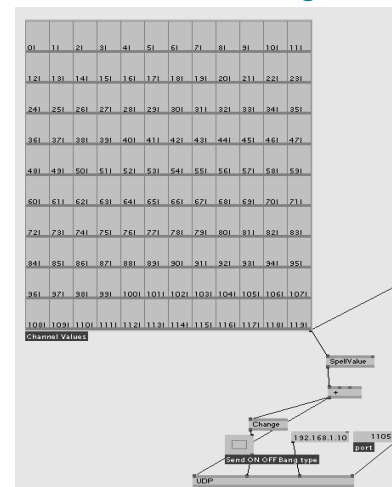 0| 1| 2| 3| 4| 5| 6| 7| 8| 9| 10| 11|
12| 13| 14| 15| 16| 17| 18| 19| 20| 21| 22| 23|
24| 25| 26| 27| 28| 29| 30| 31| 32| 33| 34| 35|
36| 37| 38| 39| 40| 41| 42| 43| 44| 45| 46| 47|
48| 49| 50| 51| 52| 53| 54| 55| 56| 57| 58| 59|
60| 61| 62| 63| 64| 65| 66| 67| 68| 69| 70| 71|
72| 73| 74| 75| 76| 77| 78| 79| 80| 81| 82| 83|
84| 85| 86| 87| 88| 89| 90| 91| 92| 93| 94| 95|
96| 97| 98| 99| 100| 101| 102| 103| 104| 105| 106| 107|
108| 109| 110| 111| 112| 113| 114| 115| 116| 117| 118| 119|
Channel Values
SpellValue
+
Change
192.168.1.10
1105
port
Send ON OFF Bang type
UDP